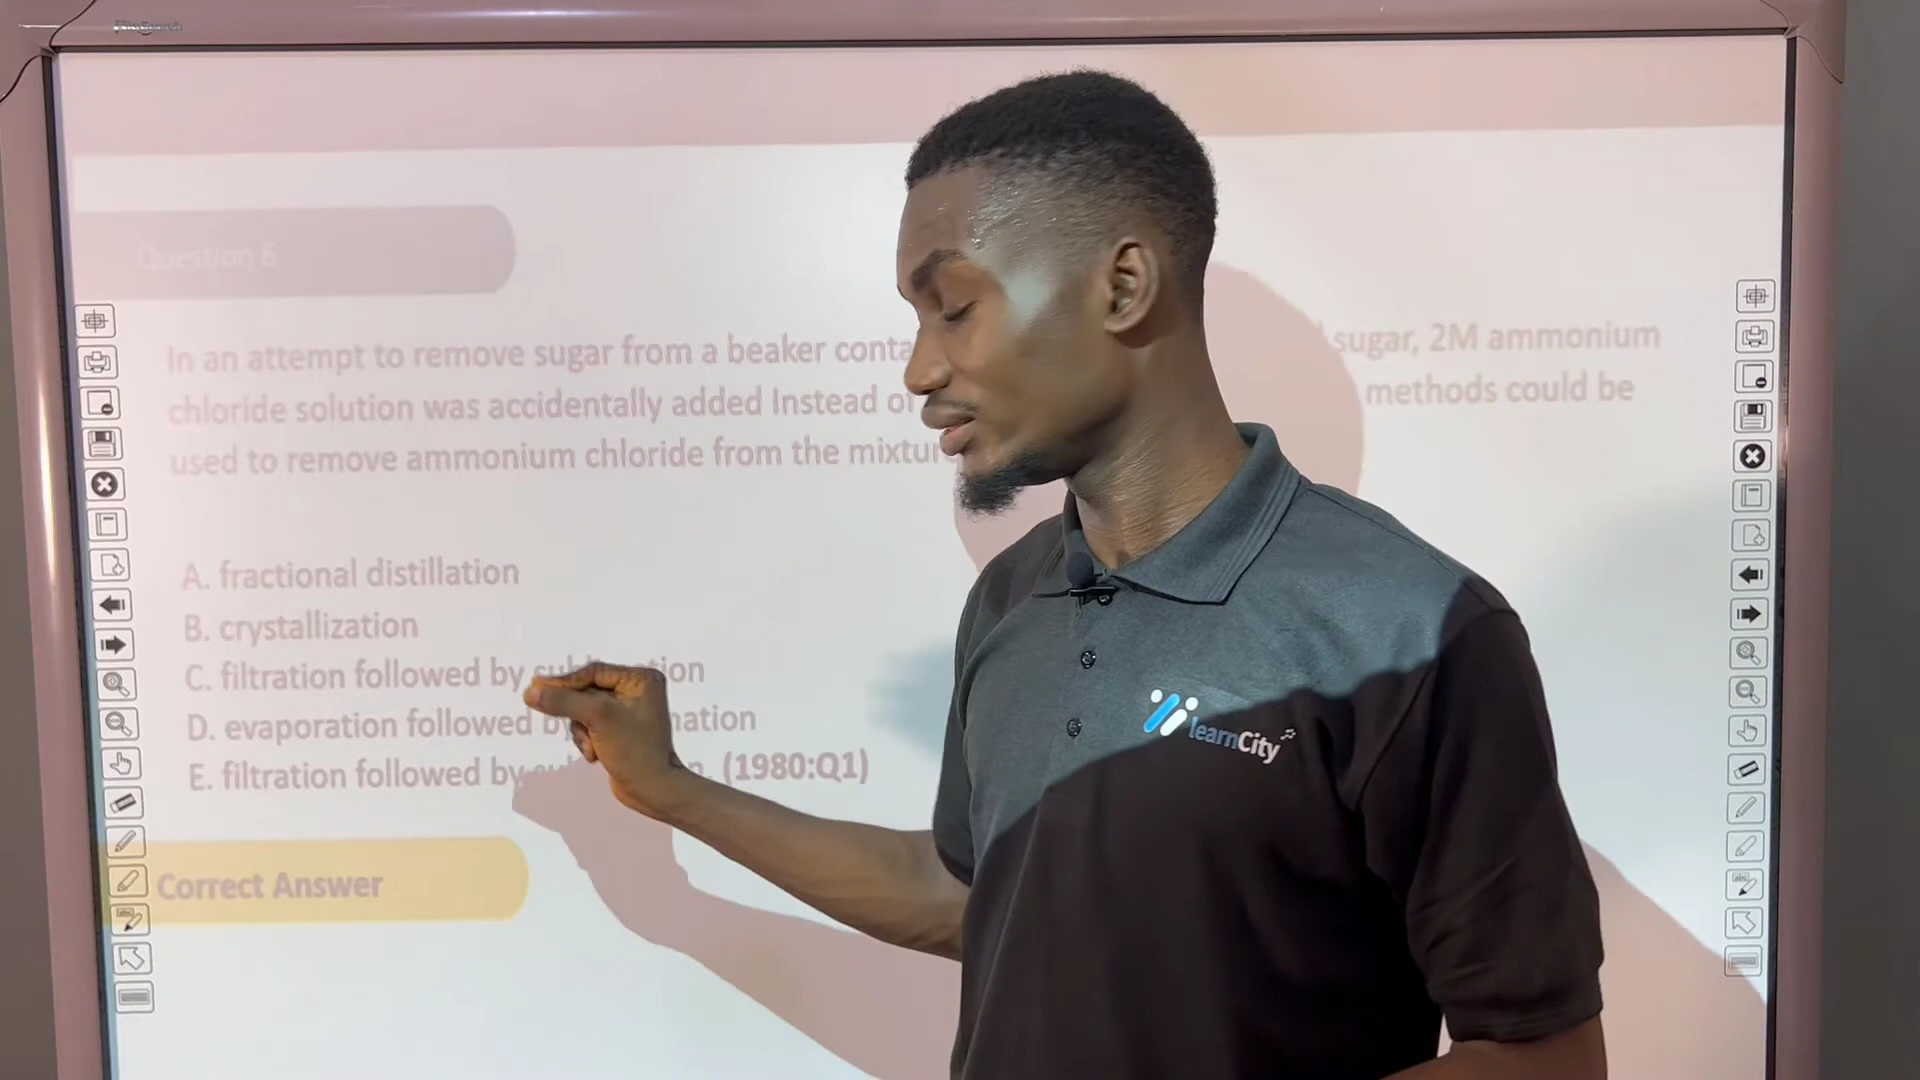 Question 6
In an attempt to remove sugar from a beaker sugar, 2M ammonium
chloride solution was accidentally added Instead of methods could be
used to remove ammonium chloride from the
A. fractional distillation
B. crystallization
C. filtration followed by
D. evaporation followed by
E. filtration followed by (1980:Q1)
Correct Answer
learnCity